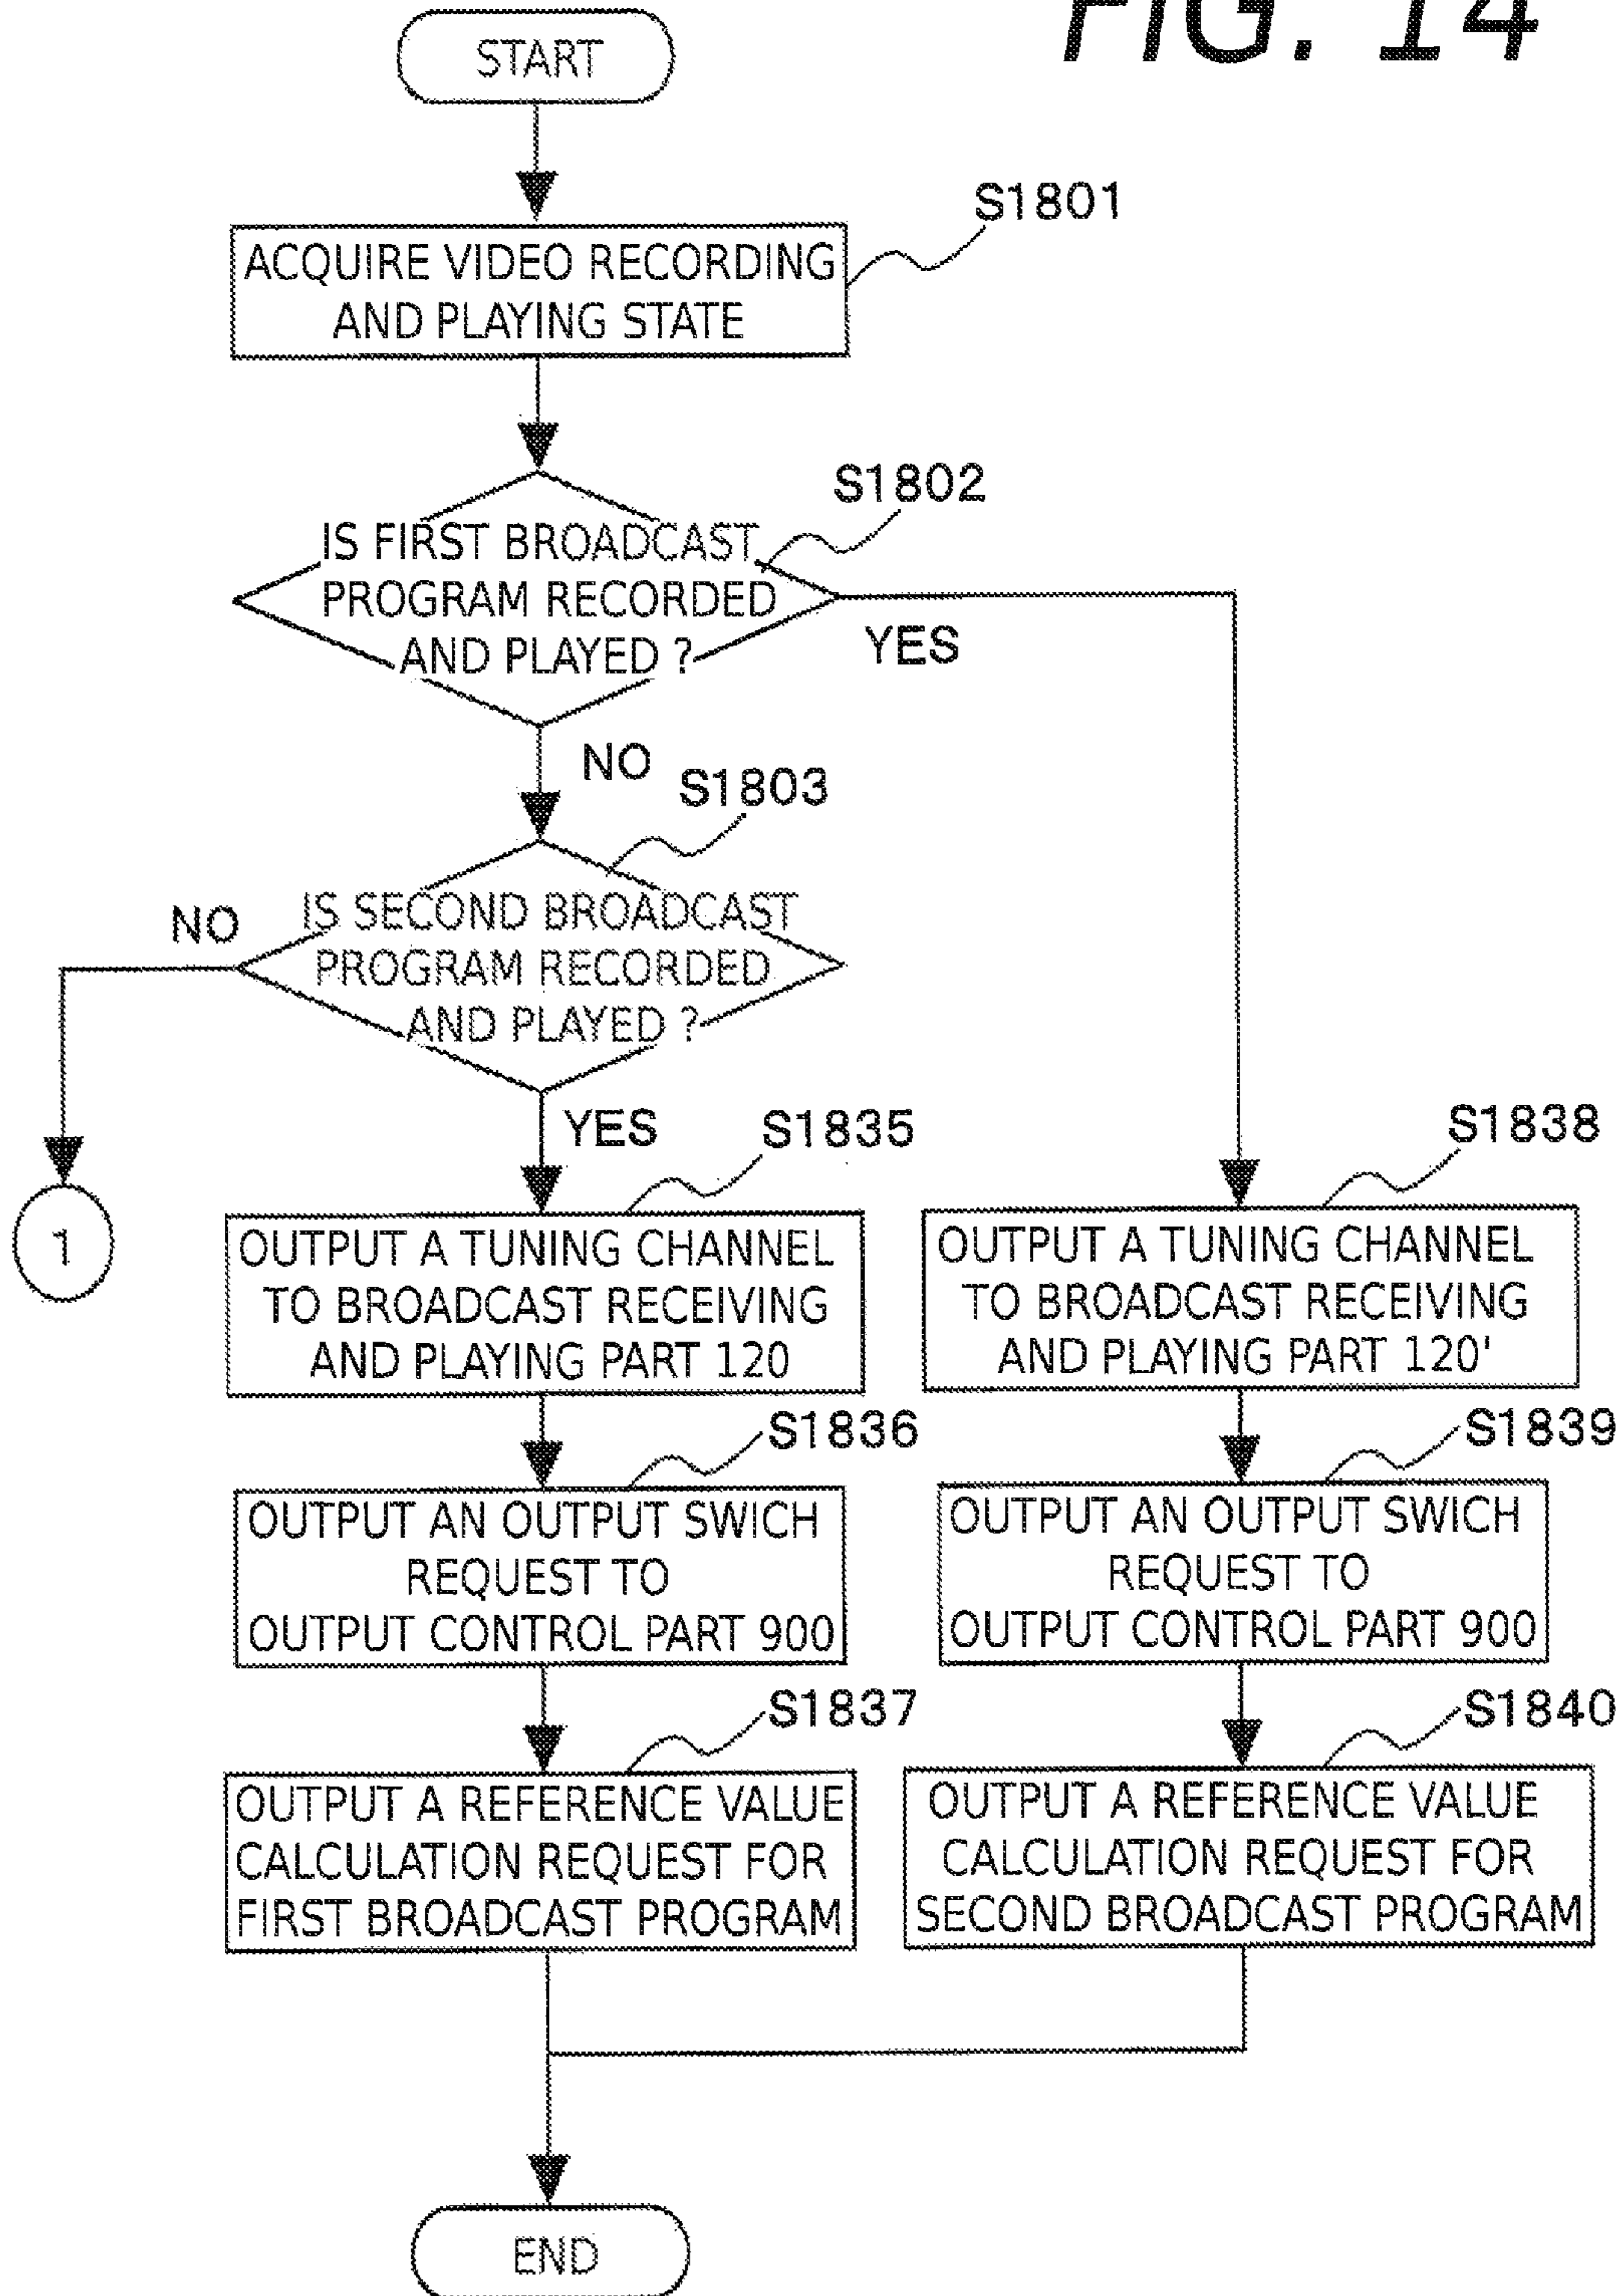 FIG. 14
START
S1801
ACQUIRE VIDEO RECORDING
AND PLAYING STATE
S1802
IS FIRST BROADCAST
PROGRAM RECORDED
AND PLAYED ?
YES
NO
S1803
IS SECOND BROADCAST
PROGRAM RECORDED
AND PLAYED ?
NO
YES
1
S1835
OUTPUT A TUNING CHANNEL
TO BROADCAST RECEIVING
AND PLAYING PART 120
S1838
OUTPUT A TUNING CHANNEL
TO BROADCAST RECEIVING
AND PLAYING PART 120'
S1836
OUTPUT AN OUTPUT SWICH
REQUEST TO
OUTPUT CONTROL PART 900
S1839
OUTPUT AN OUTPUT SWICH
REQUEST TO
OUTPUT CONTROL PART 900
S1837
OUTPUT A REFERENCE VALUE
CALCULATION REQUEST FOR
FIRST BROADCAST PROGRAM
S1840
OUTPUT A REFERENCE VALUE
CALCULATION REQUEST FOR
SECOND BROADCAST PROGRAM
END